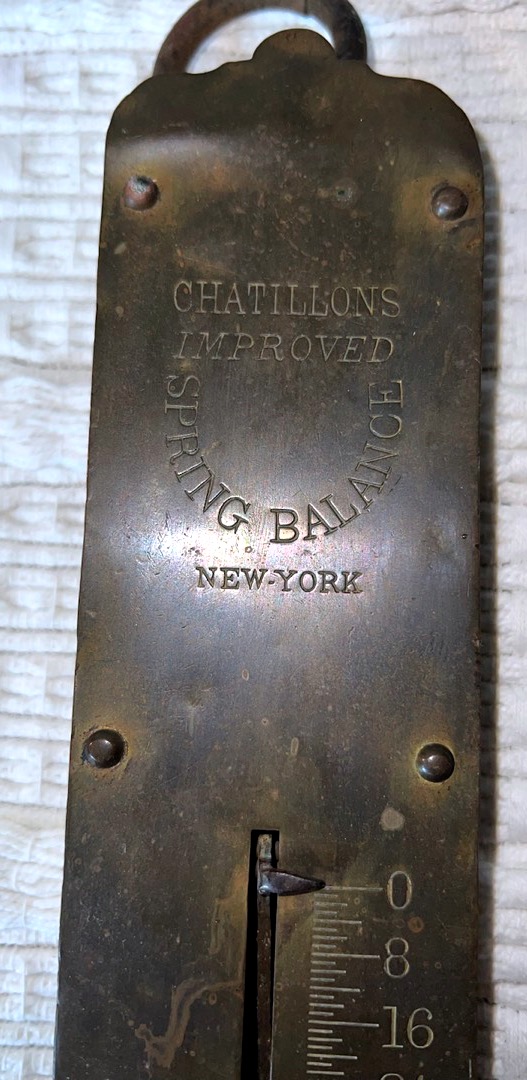 CHATILLONS
IMPROVED
SPRING BALANCE
NEW-YORK
0
8
16